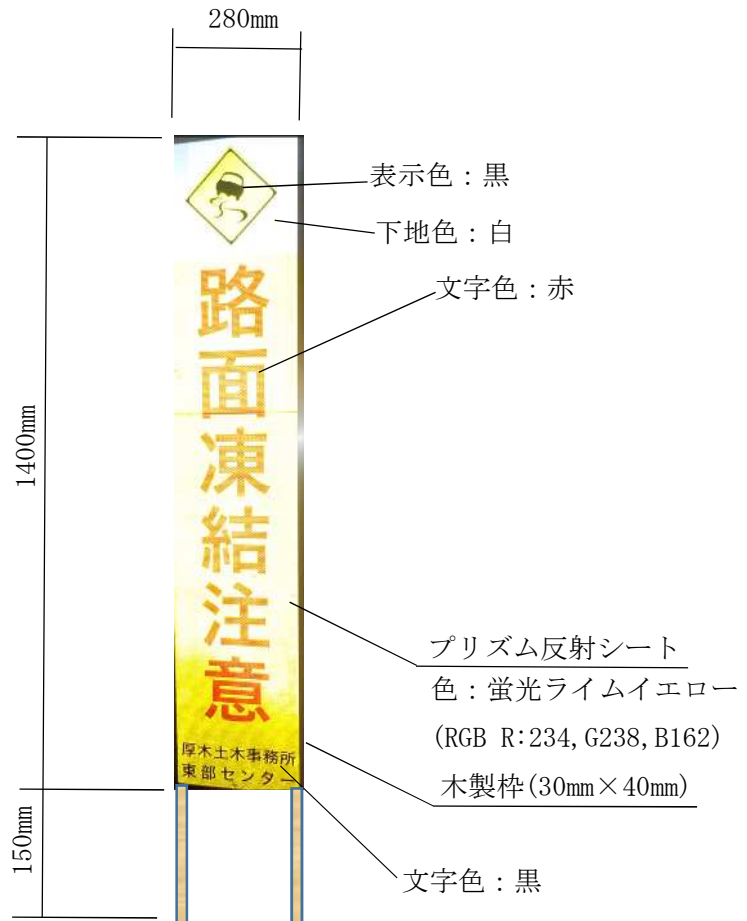 280mm
表示色：黒
下地色：白
文字色：赤
1400mm
路面凍結注意
プリズム反射シート
色：蛍光ライムイエロー
(RGB R:234,G238,B162)
木製枠(30mm×40mm)
厚木土木事務所
東部センター
150mm
文字色：黒